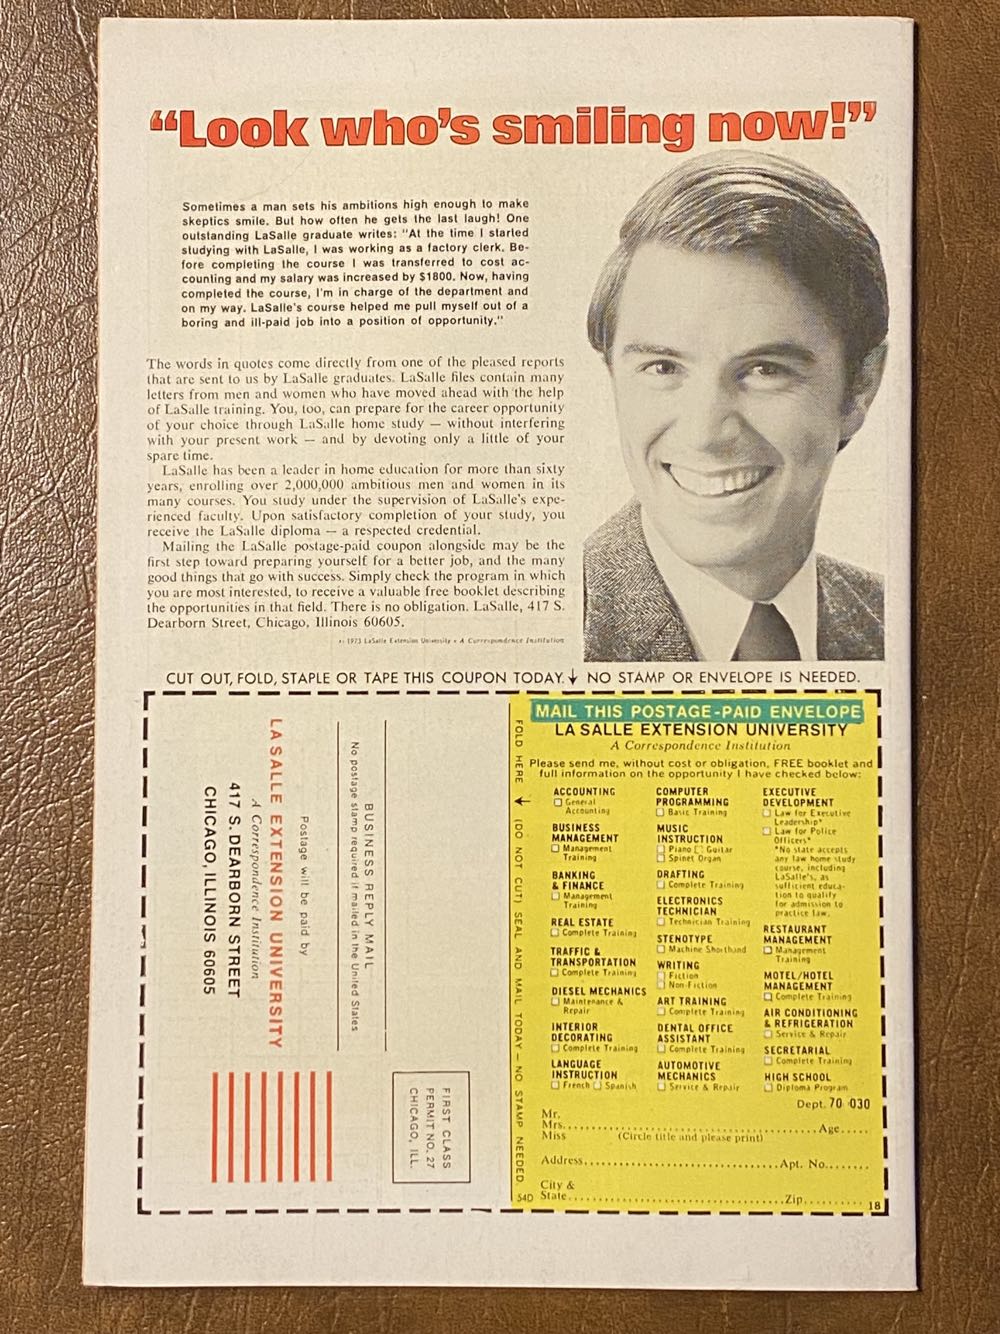 “Look who’s smiling now!”
Sometimes a man sets his ambitions high enough to make
skeptics smile. But how often he gets the last laugh! One
outstanding LaSalle graduate writes: "At the time I started
studying with LaSalle, I was working as a factory clerk. Be-
fore completing the course I was transferred to cost ac-
counting and my salary was increased by $1800. Now, having
completed the course, I'm in charge of the department and
on my way. LaSalle's course helped me pull myself out of a
boring and ill-paid job into a position of opportunity."
The words in quotes come directly from one of the pleased reports
that are sent to us by LaSalle graduates. LaSalle files contain many
letters from men and women who have moved ahead with the help
of LaSalle training. You, too, can prepare for the career opportunity
of your choice through LaSalle home study — without interfering
with your present work — and by devoting only a little of your
spare time.
LaSalle has been a leader in home education for more than sixty
years, enrolling over 2,000,000 ambitious men and women in its
many courses. You study under the supervision of LaSalle's expe-
rienced faculty. Upon satisfactory completion of your study, you
receive the LaSalle diploma — a respected credential.
Mailing the LaSalle postage-paid coupon alongside may be the
first step toward preparing yourself for a better job, and the many
good things that go with success. Simply check the program in which
you are most interested, to receive a valuable free booklet describing
the opportunities in that field. There is no obligation. LaSalle, 417 S.
Dearborn Street, Chicago, Illinois 60605.
© 1973 LaSalle Extension University • A Correspondence Institution
CUT OUT, FOLD, STAPLE OR TAPE THIS COUPON TODAY. ↓ NO STAMP OR ENVELOPE IS NEEDED.
FIRST CLASS
PERMIT NO. 27
CHICAGO, ILL.
BUSINESS REPLY MAIL
No postage stamp required if mailed in the United States
Postage will be paid by
LA SALLE EXTENSION UNIVERSITY
A Correspondence Institution
417 S. DEARBORN STREET
CHICAGO, ILLINOIS 60605
FOLD HERE → (DO NOT CUT) SEAL AND MAIL TODAY – NO STAMP NEEDED.
54D
MAIL THIS POSTAGE-PAID ENVELOPE
LA SALLE EXTENSION UNIVERSITY
A Correspondence Institution
Please send me, without cost or obligation, FREE booklet and
full information on the opportunity I have checked below:
ACCOUNTING
☐ General
Accounting
BUSINESS
MANAGEMENT
☐ Management
Training
BANKING
& FINANCE
☐ Management
Training
REAL ESTATE
☐ Complete Training
TRAFFIC &
TRANSPORTATION
☐ Complete Training
DIESEL MECHANICS
☐ Maintenance &
Repair
INTERIOR
DECORATING
☐ Complete Training
LANGUAGE
INSTRUCTION
☐ French ☐ Spanish
COMPUTER
PROGRAMMING
☐ Basic Training
MUSIC
INSTRUCTION
☐ Piano ☐ Guitar
☐ Spinet Organ
DRAFTING
☐ Complete Training
ELECTRONICS
TECHNICIAN
☐ Technician Training
STENOTYPE
☐ Machine Shorthand
WRITING
☐ Fiction
☐ Non-Fiction
ART TRAINING
☐ Complete Training
DENTAL OFFICE
ASSISTANT
☐ Complete Training
AUTOMOTIVE
MECHANICS
☐ Service & Repair
EXECUTIVE
DEVELOPMENT
☐ Law for Executive
Leadership*
☐ Law for Police
Officers*
*No state accepts
any law home study
course, including
LaSalle's, as
sufficient educa-
tion to qualify
for admission to
practice law.
RESTAURANT
MANAGEMENT
☐ Management
Training
MOTEL/HOTEL
MANAGEMENT
☐ Complete Training
AIR CONDITIONING
& REFRIGERATION
☐ Service & Repair
SECRETARIAL
☐ Complete Training
HIGH SCHOOL
☐ Diploma Program
Dept. 70 030
Mr.
Mrs. Age
Miss (Circle title and please print)
Address Apt. No.
City &
State Zip
18